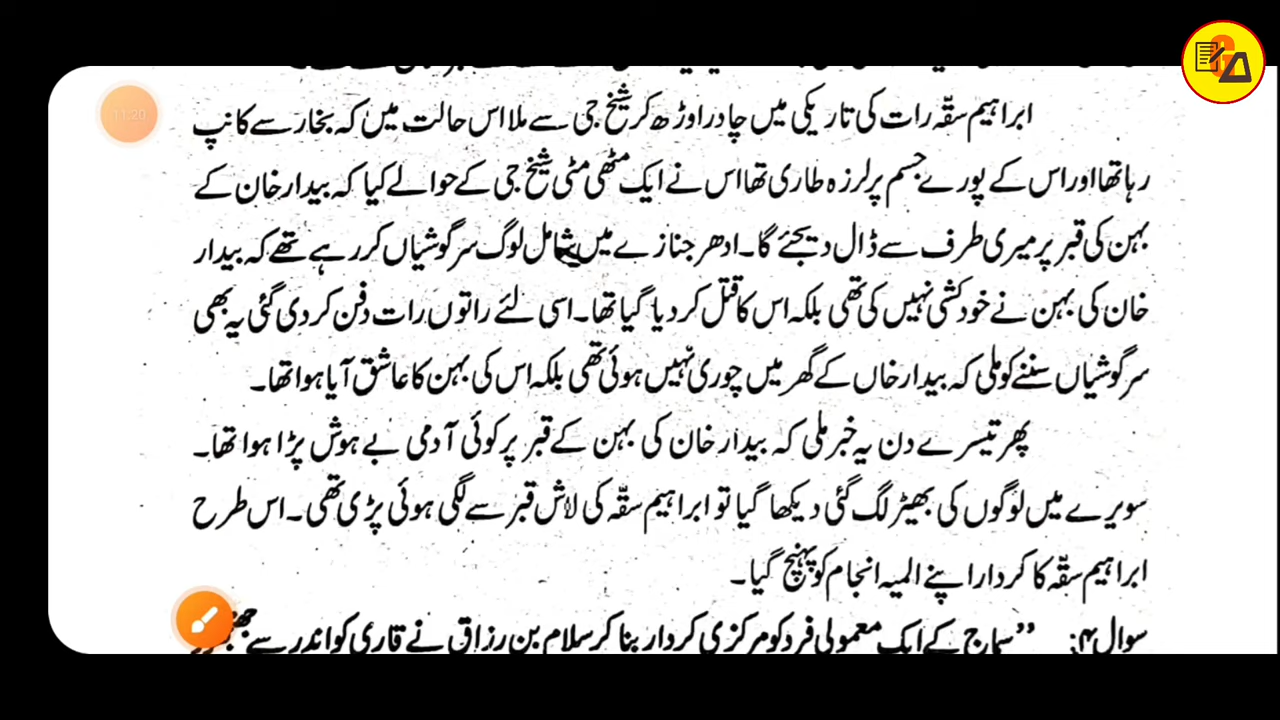 11:20
ابراہیم سقّہ رات کی تاریکی میں چادر اوڑھ کر شیخ جی سے ملا اس حالت میں کہ بخار سے کانپ
رہا تھا اور اس کے پورے جسم پر لرزہ طاری تھا اس نے ایک مٹھی مٹی شیخ جی کے حوالے کیا کہ بیدار خان کے
بہن کی قبر پر میری طرف سے ڈال دیجئے گا۔ ادھر جنازے میں شامل لوگ سرگوشیاں کر رہے تھے کہ بیدار
خان کی بہن نے خودکشی نہیں کی تھی بلکہ اس کا قتل کر دیا گیا تھا۔ اسی لئے راتوں رات دفن کر دی گئی یہ بھی
سرگوشیاں سننے کو ملی کہ بیدار خاں کے گھر میں چوری نہیں ہوئی تھی بلکہ اس کی بہن کا عاشق آیا ہوا تھا۔
پھر تیسرے دن یہ خبر ملی کہ بیدار خان کی بہن کے قبر پر کوئی آدمی بے ہوش پڑا ہوا تھا۔
سویرے میں لوگوں کی بھیڑ لگ گئی دیکھا گیا تو ابراہیم سقّہ کی لاش قبر سے لگی ہوئی پڑی تھی۔ اس طرح
ابراہیم سقّہ کا کردار اپنے المیہ انجام کو پہنچ گیا۔
سوال ۴: ”سماج کے ایک معمولی فرد کو مرکزی کردار بنا کر سلام بن رزاق نے قاری کو اندر سے